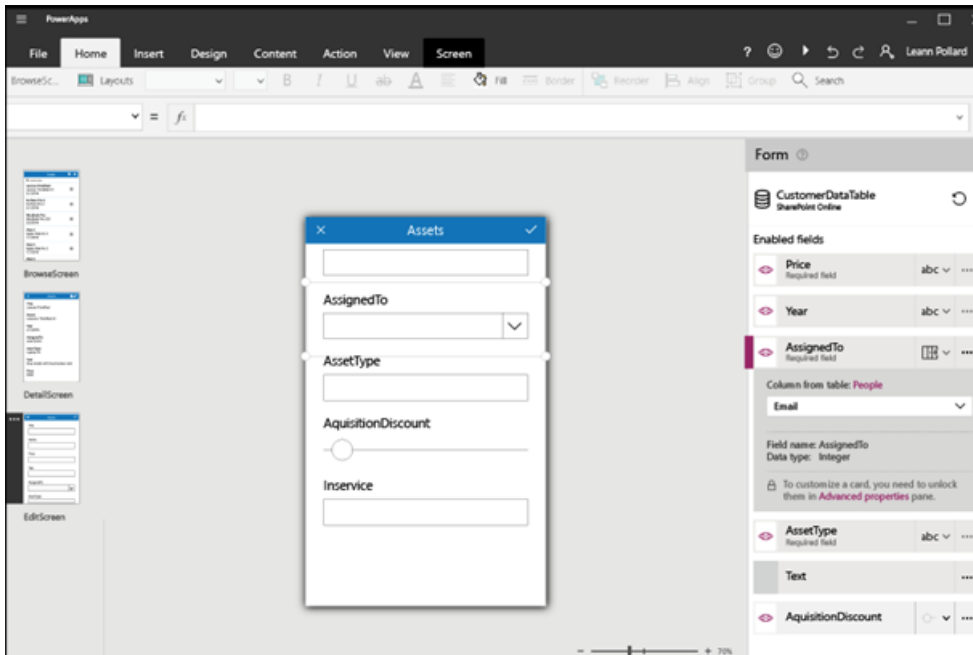 PowerApps
File Home Insert Design Content Action View Screen
? Leann Pollard
BrowseSc... Layouts B I U ab A Fill Border Reorder Align Group Search
= fx
BrowseScreen
DetailScreen
EditScreen
Assets
AssignedTo
AssetType
AquisitionDiscount
Inservice
Form
CustomerDataTable
SharePoint Online
Enabled fields
Price abc
Required field
Year abc
AssignedTo
Required field
Column from table: People
Email
Field name: AssignedTo
Data type: Integer
To customize a card, you need to unlock
them in Advanced properties pane.
AssetType abc
Required field
Text
AquisitionDiscount
- + 70%